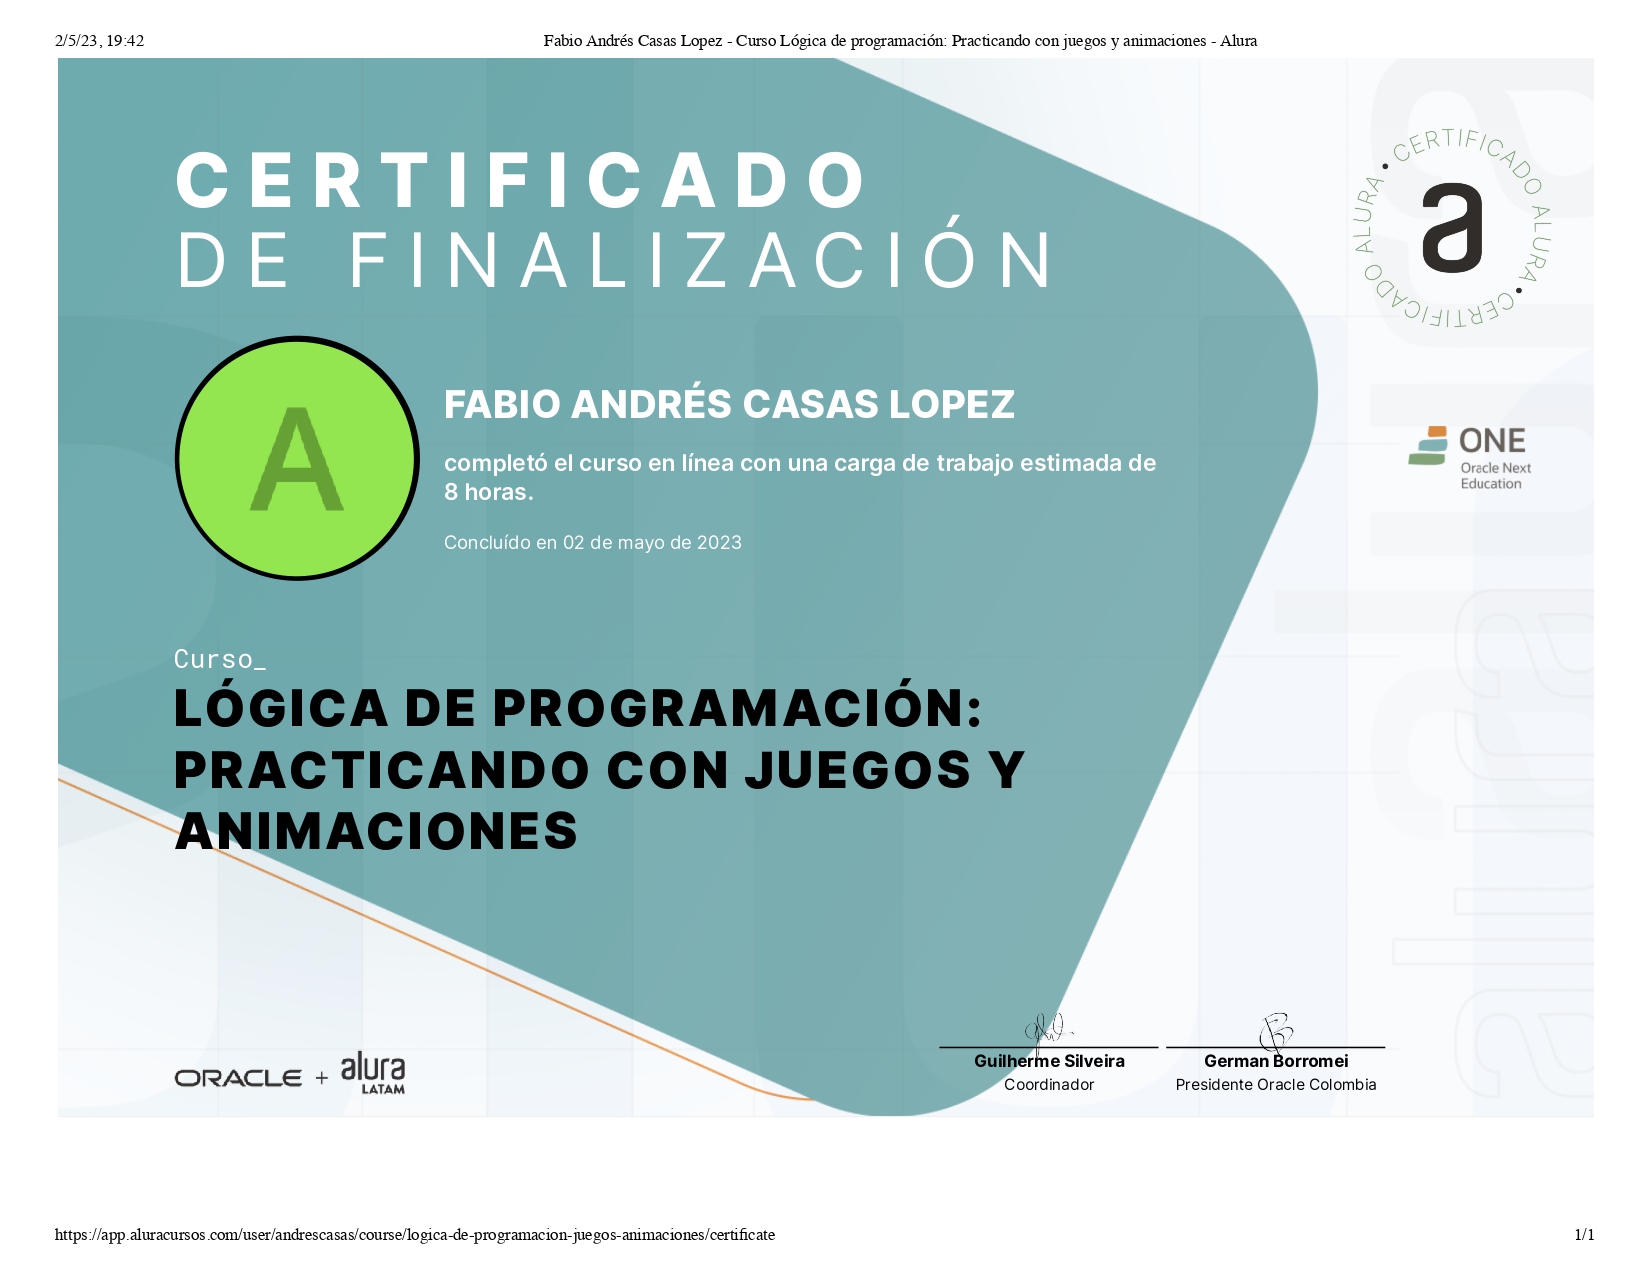 2/5/23, 19:42
Fabio Andrés Casas Lopez - Curso Lógica de programación: Practicando con juegos y animaciones - Alura
CERTIFICADO
DE FINALIZACIÓN
CERTIFICADO ALURA • CERTIFICADO ALURA •
a
A
FABIO ANDRÉS CASAS LOPEZ
completó el curso en línea con una carga de trabajo estimada de
8 horas.
Concluído en 02 de mayo de 2023
ONE
Oracle Next
Education
Curso_
LÓGICA DE PROGRAMACIÓN:
PRACTICANDO CON JUEGOS Y
ANIMACIONES
alura
alura
ORACLE + alura
LATAM
Guilherme Silveira
Coordinador
German Borromei
Presidente Oracle Colombia
https://app.aluracursos.com/user/andrescasas/course/logica-de-programacion-juegos-animaciones/certificate
1/1